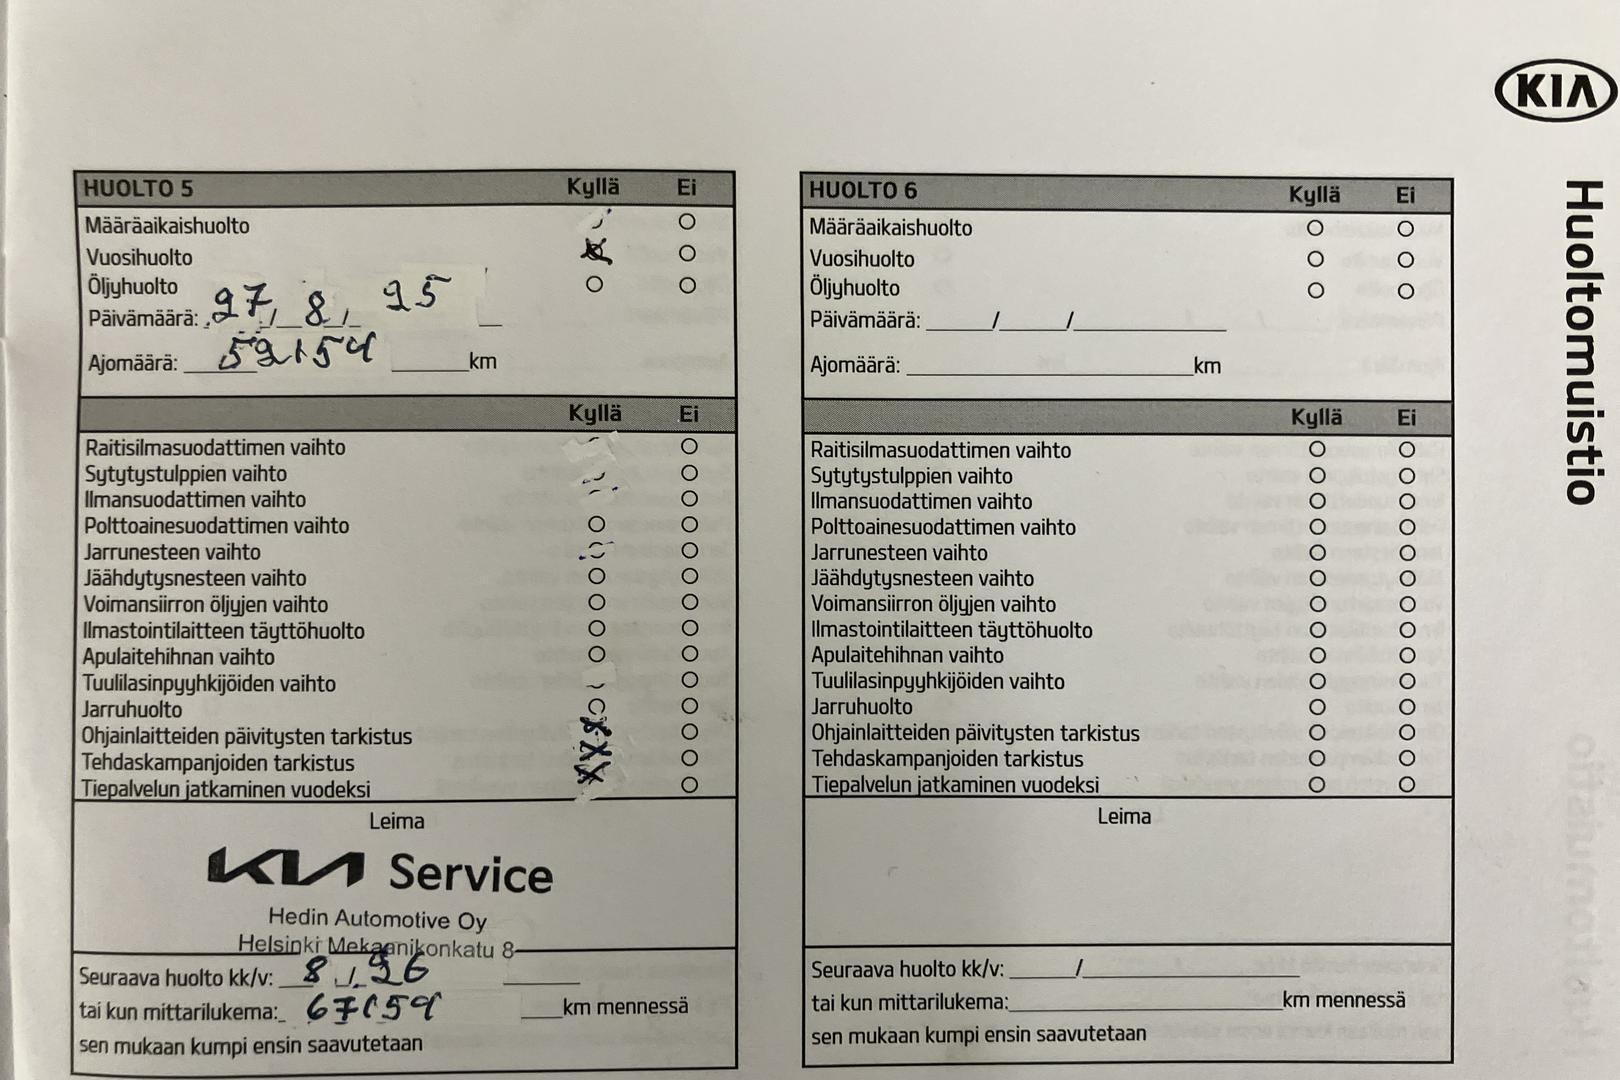 KIA
Huoltomuistio
HUOLTO 5 Kyllä Ei
Määräaikaishuolto
Vuosihuolto
Öljyhuolto
Päivämäärä: 27 / 8 / 25
Ajomäärä: 59159 km
Kyllä Ei
Raitisilmasuodattimen vaihto
Sytytystulppien vaihto
Ilmansuodattimen vaihto
Polttoainesuodattimen vaihto
Jarrunesteen vaihto
Jäähdytysnesteen vaihto
Voimansiirron öljyjen vaihto
Ilmastointilaitteen täyttöhuolto
Apulaitehihnan vaihto
Tuulilasinpyyhkijöiden vaihto
Jarruhuolto
Ohjainlaitteiden päivitysten tarkistus
Tehdaskampanjoiden tarkistus
Tiepalvelun jatkaminen vuodeksi
Leima
KIA Service
Hedin Automotive Oy
Helsinki Mekaanikonkatu 8
Seuraava huolto kk/v: 8 / 26
tai kun mittarilukema: 67159 km mennessä
sen mukaan kumpi ensin saavutetaan
HUOLTO 6 Kyllä Ei
Määräaikaishuolto
Vuosihuolto
Öljyhuolto
Päivämäärä: / /
Ajomäärä: km
Kyllä Ei
Raitisilmasuodattimen vaihto
Sytytystulppien vaihto
Ilmansuodattimen vaihto
Polttoainesuodattimen vaihto
Jarrunesteen vaihto
Jäähdytysnesteen vaihto
Voimansiirron öljyjen vaihto
Ilmastointilaitteen täyttöhuolto
Apulaitehihnan vaihto
Tuulilasinpyyhkijöiden vaihto
Jarruhuolto
Ohjainlaitteiden päivitysten tarkistus
Tehdaskampanjoiden tarkistus
Tiepalvelun jatkaminen vuodeksi
Leima
Seuraava huolto kk/v: /
tai kun mittarilukema: km mennessä
sen mukaan kumpi ensin saavutetaan